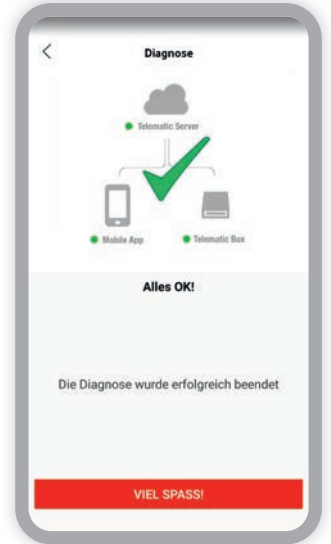 Diagnose
Telematic Server
Mobile App
Telematic Box
Alles OK!
Die Diagnose wurde erfolgreich beendet
VIEL SPASS!